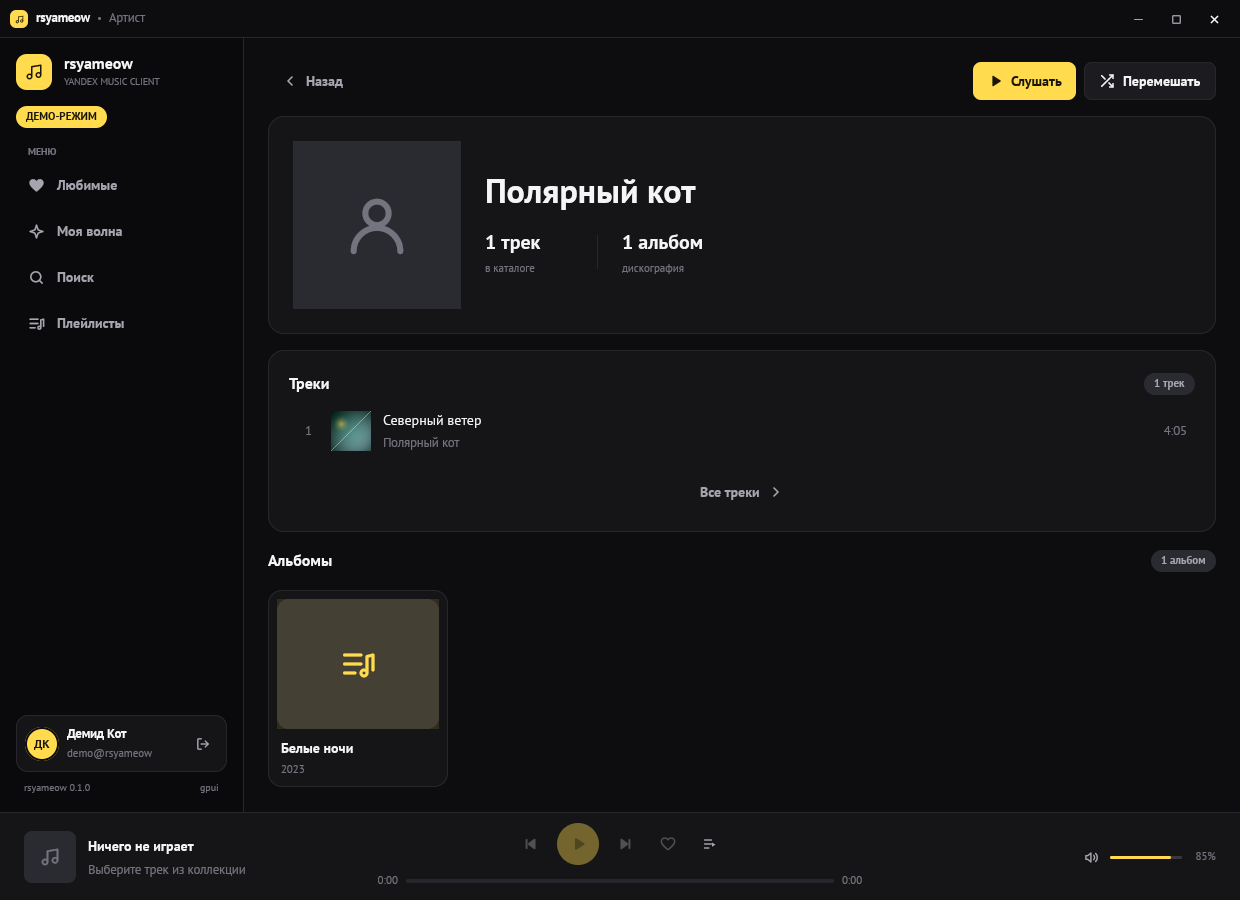 rsyameow • Артист
rsyameow
YANDEX MUSIC CLIENT
ДЕМО-РЕЖИМ
МЕНЮ
Любимые
Моя волна
Поиск
Плейлисты
Демид Кот
ДК
demo@rsyameow
rsyameow 0.1.0
gpui
Назад
Слушать
Перемешать
Полярный кот
1 трек
в каталоге
1 альбом
дискография
Треки
1 трек
1
Северный ветер
Полярный кот
4:05
Все треки
Альбомы
1 альбом
Белые ночи
2023
Ничего не играет
Выберите трек из коллекции
0:00
0:00
85%